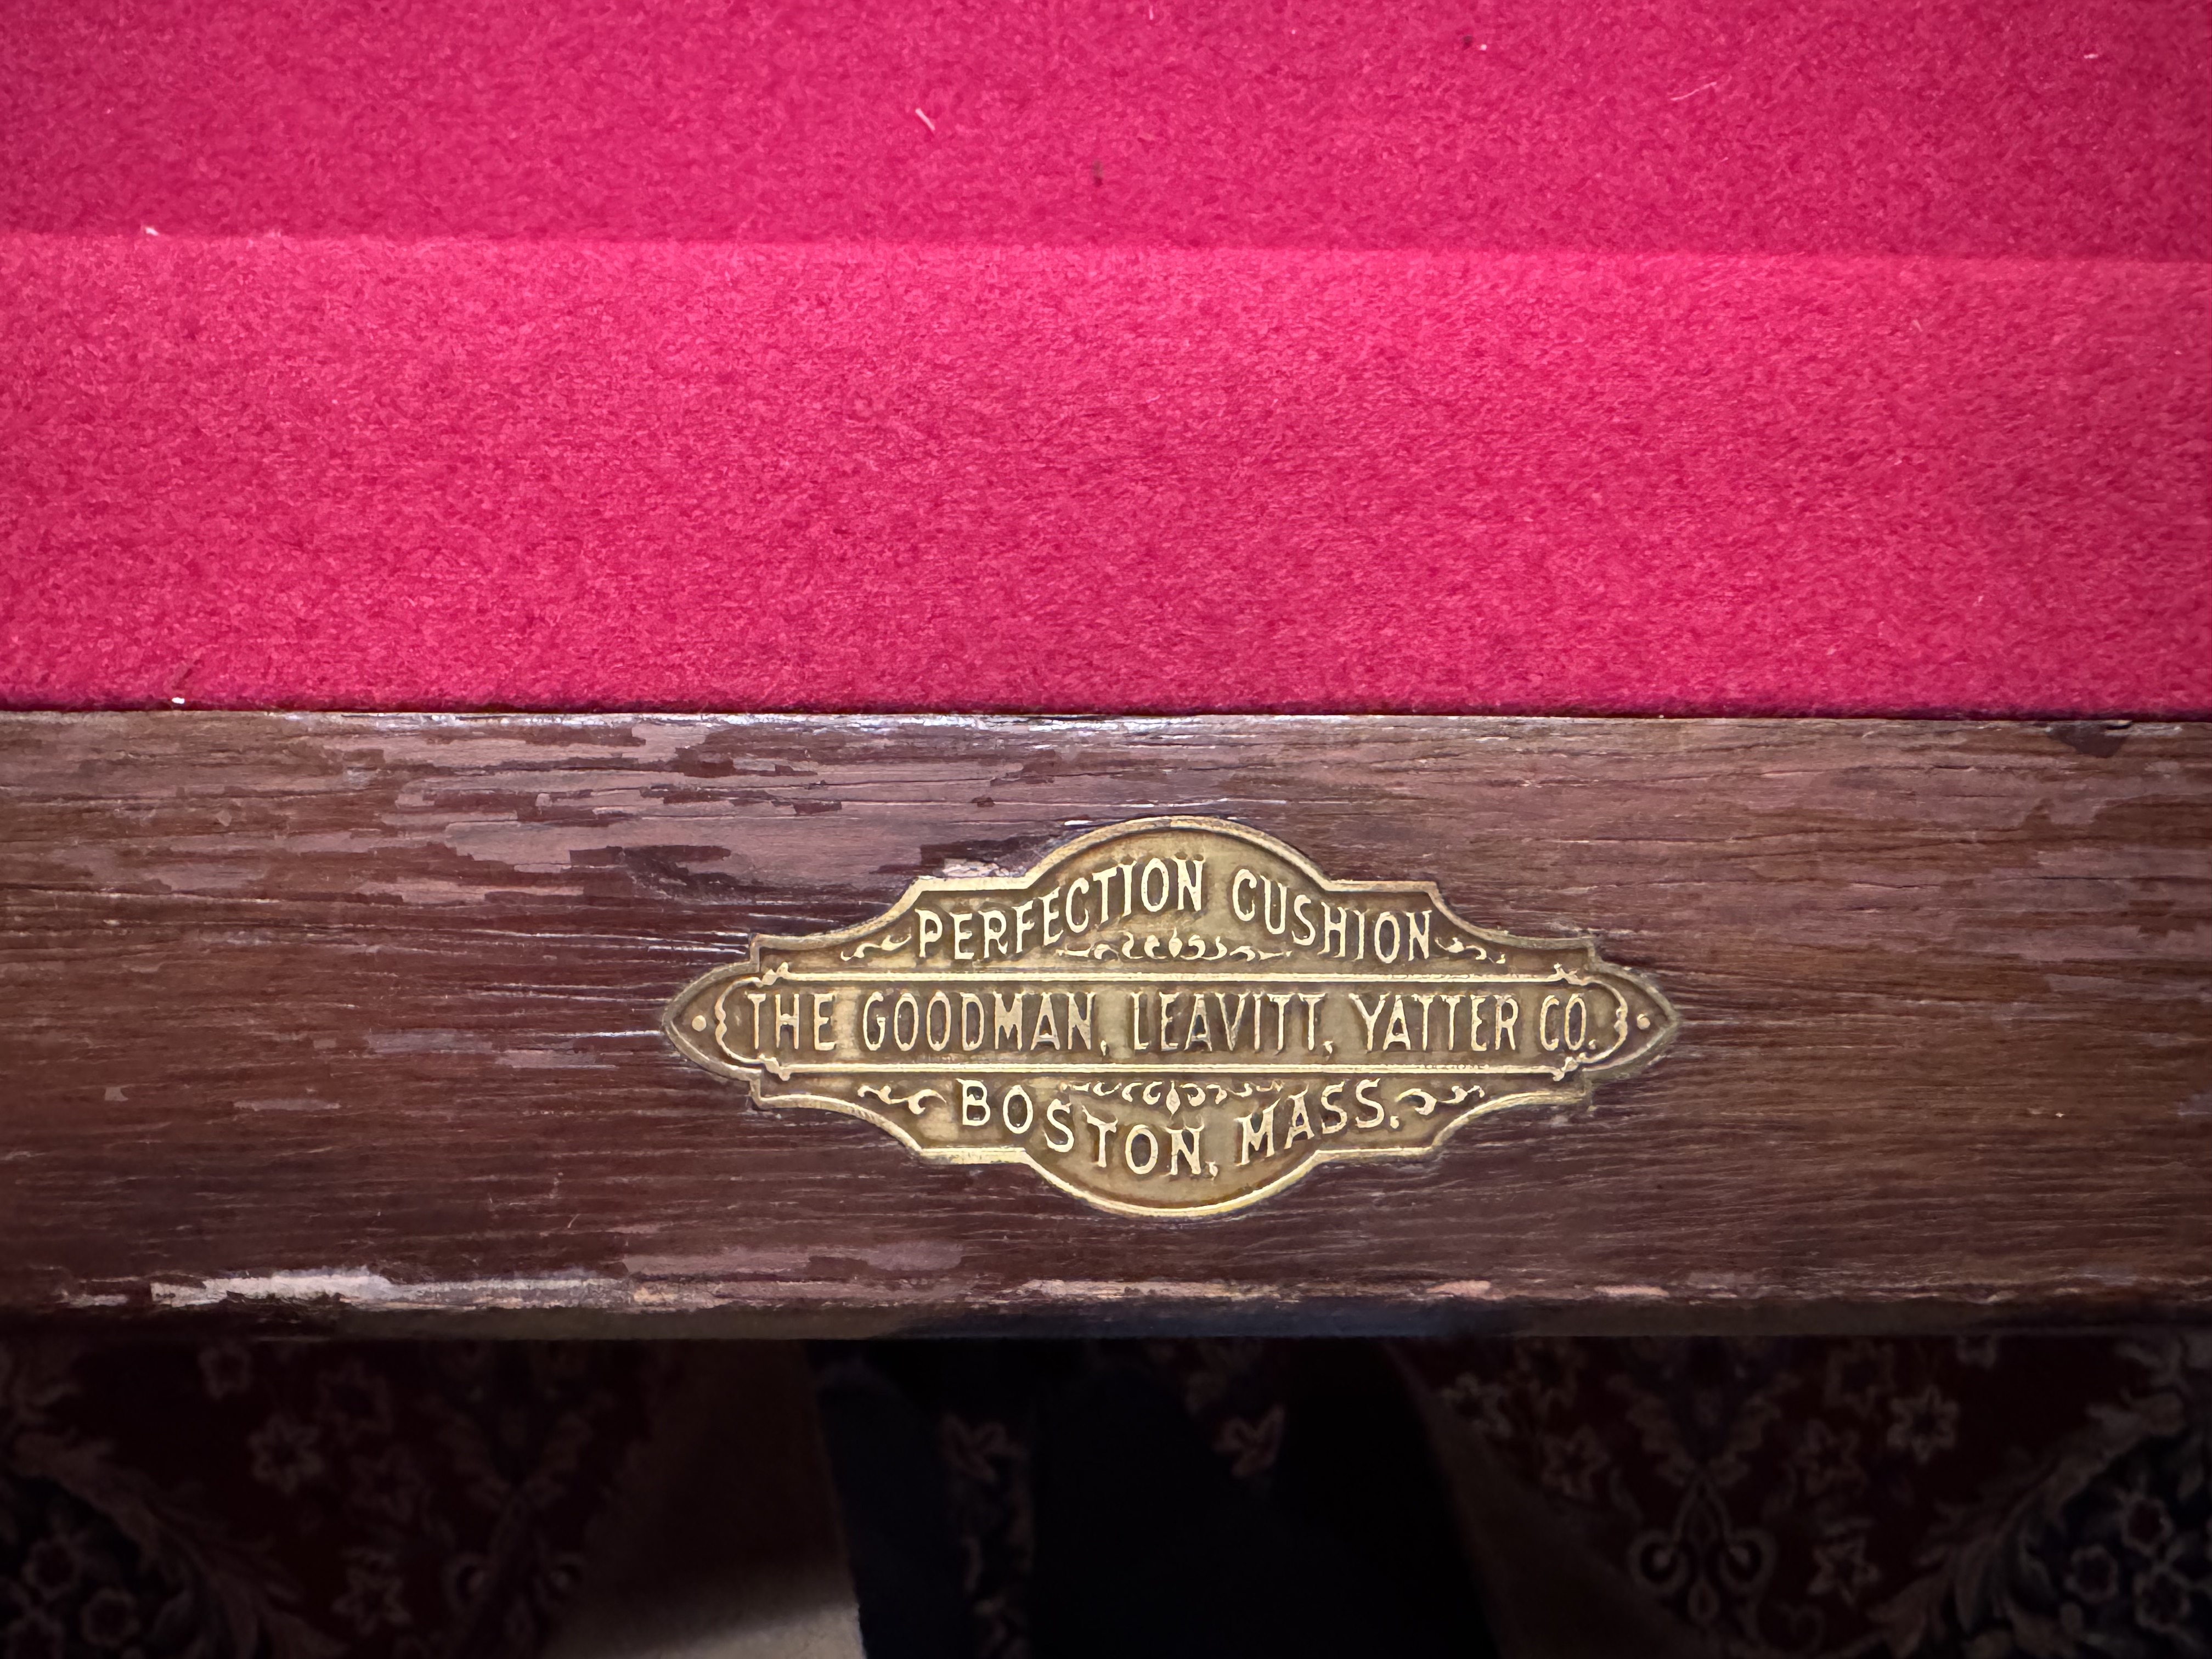 PERFECTION CUSHION
THE GOODMAN, LEAVITT, YATTER CO.
BOSTON, MASS.